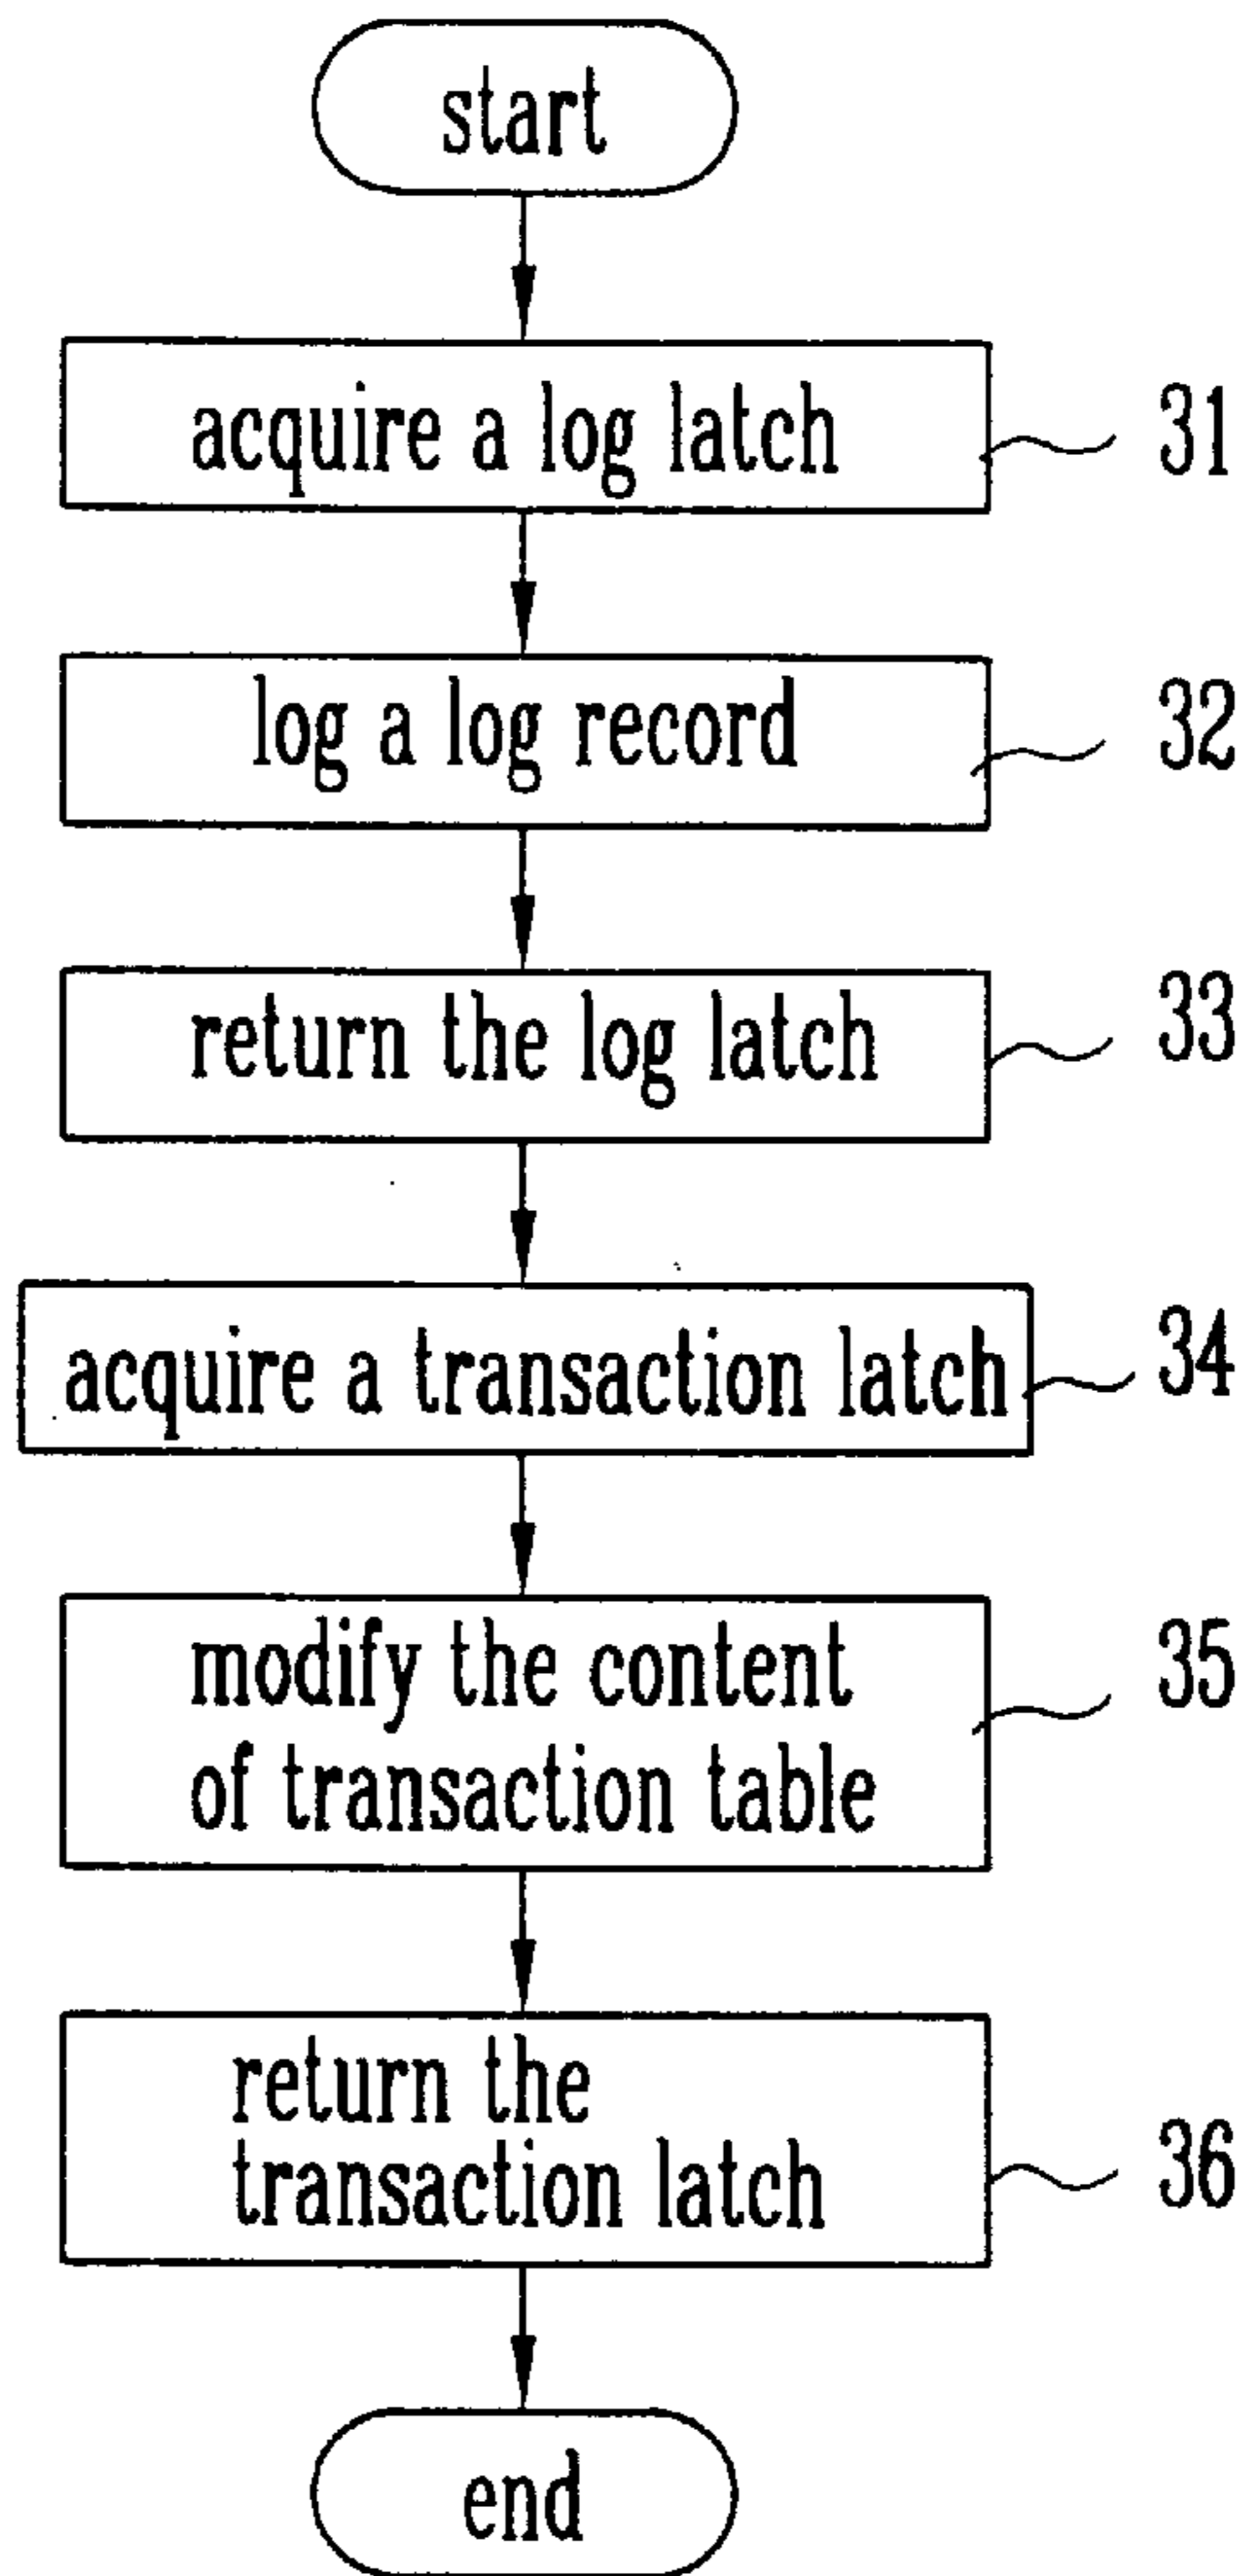 start
acquire a log latch
31
log a log record
32
return the log latch
33
acquire a transaction latch
34
modify the content
of transaction table
35
return the
transaction latch
36
end